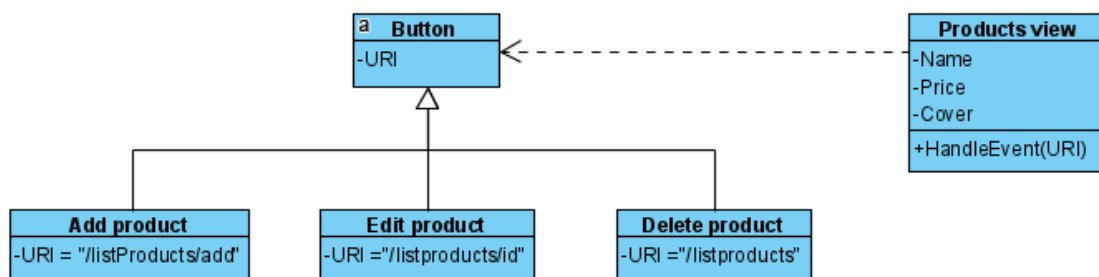 a
Button
-URI
Products view
-Name
-Price
-Cover
+HandleEvent(URI)
Add product
-URI = "/listProducts/add"
Edit product
-URI ="/listproducts/id"
Delete product
-URI ="/listproducts"